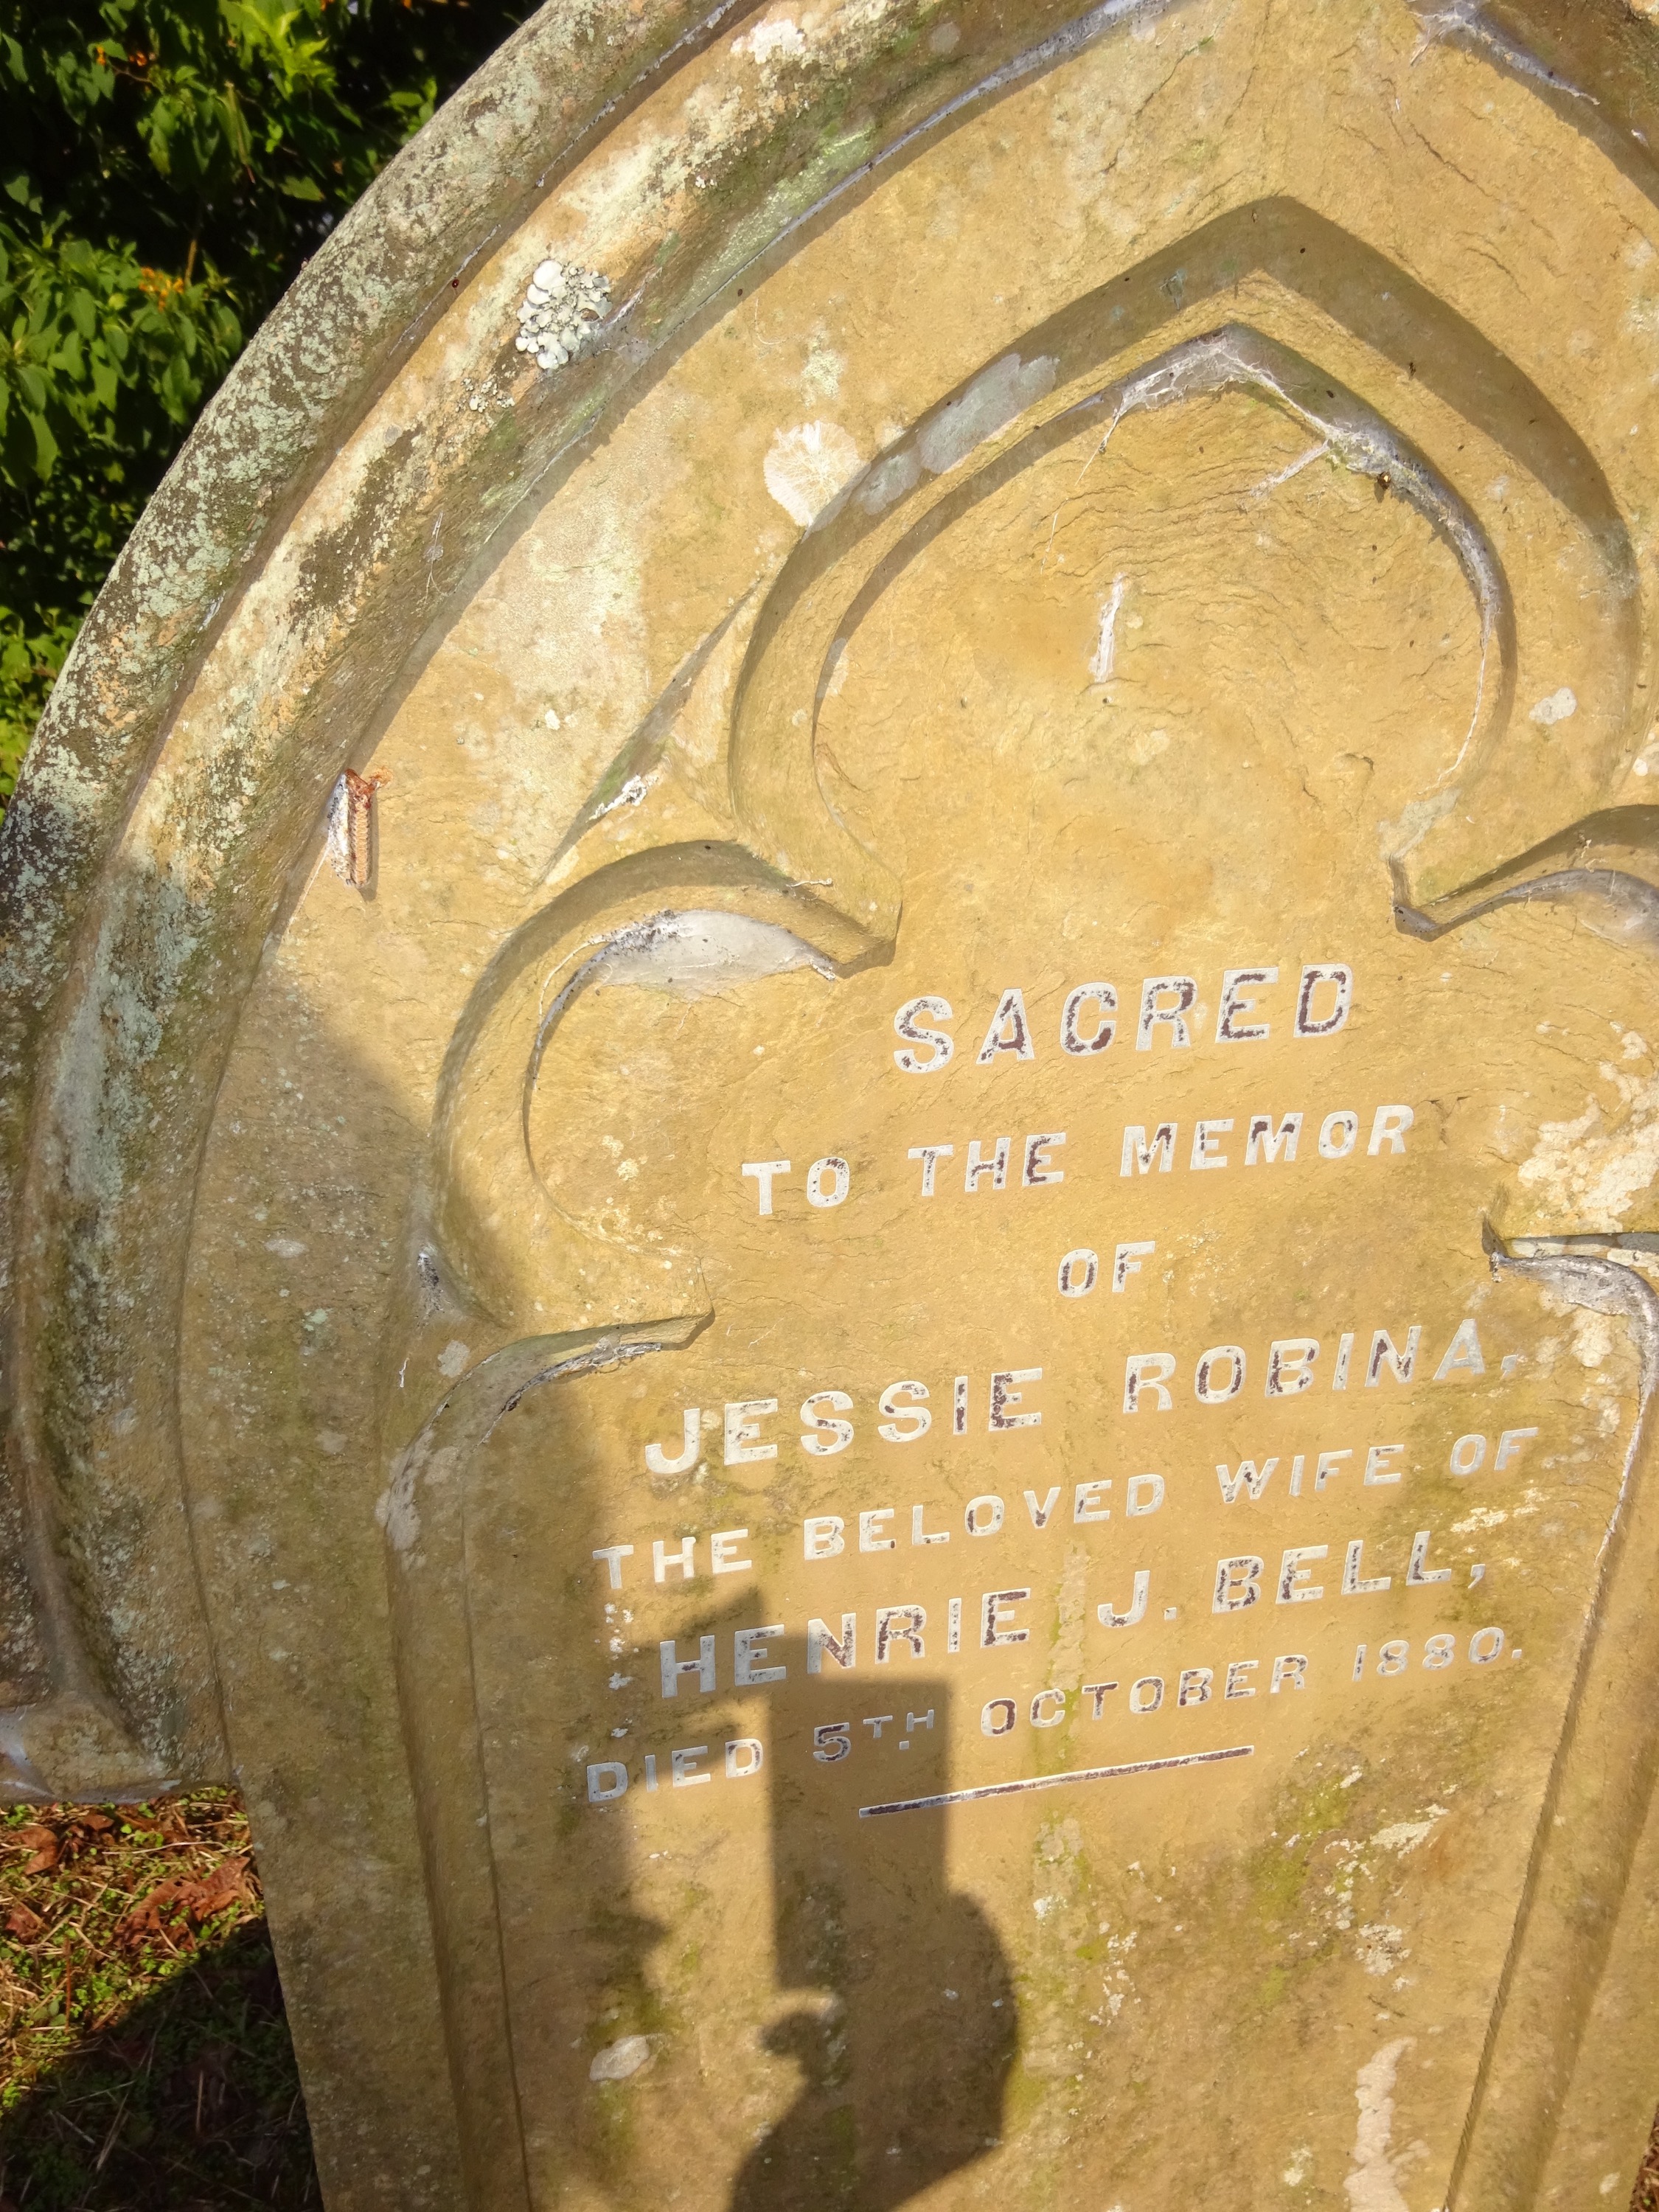 SACRED
TO THE MEMOR
OF
JESSIE ROBINA,
THE BELOVED WIFE OF
HENRIE J. BELL,
DIED 5TH. OCTOBER 1880.